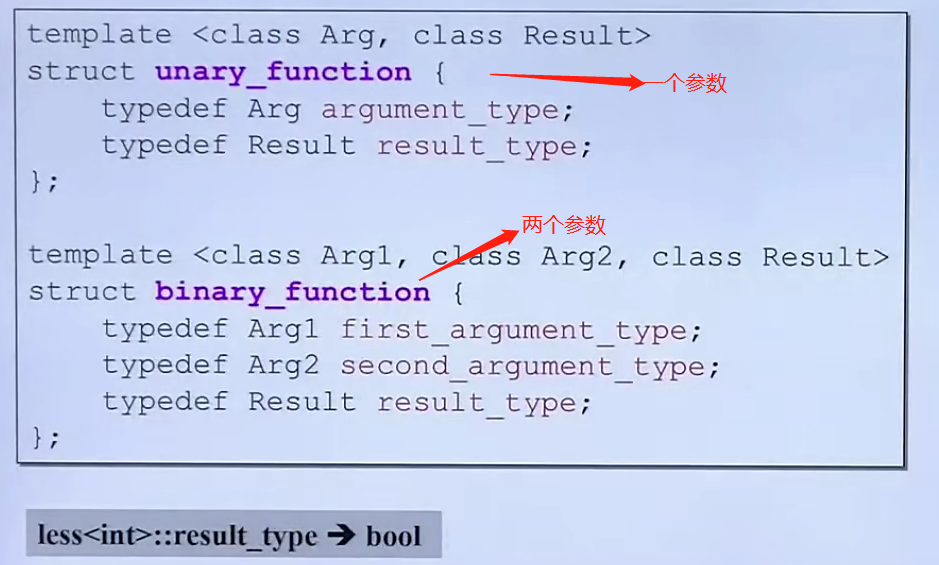 template <class Arg, class Result>
struct unary_function {
一个参数
typedef Arg argument_type;
typedef Result result_type;
};
两个参数
template <class Arg1, class Arg2, class Result>
struct binary_function {
typedef Arg1 first_argument_type;
typedef Arg2 second_argument_type;
typedef Result result_type;
};
less<int>::result_type ➔ bool